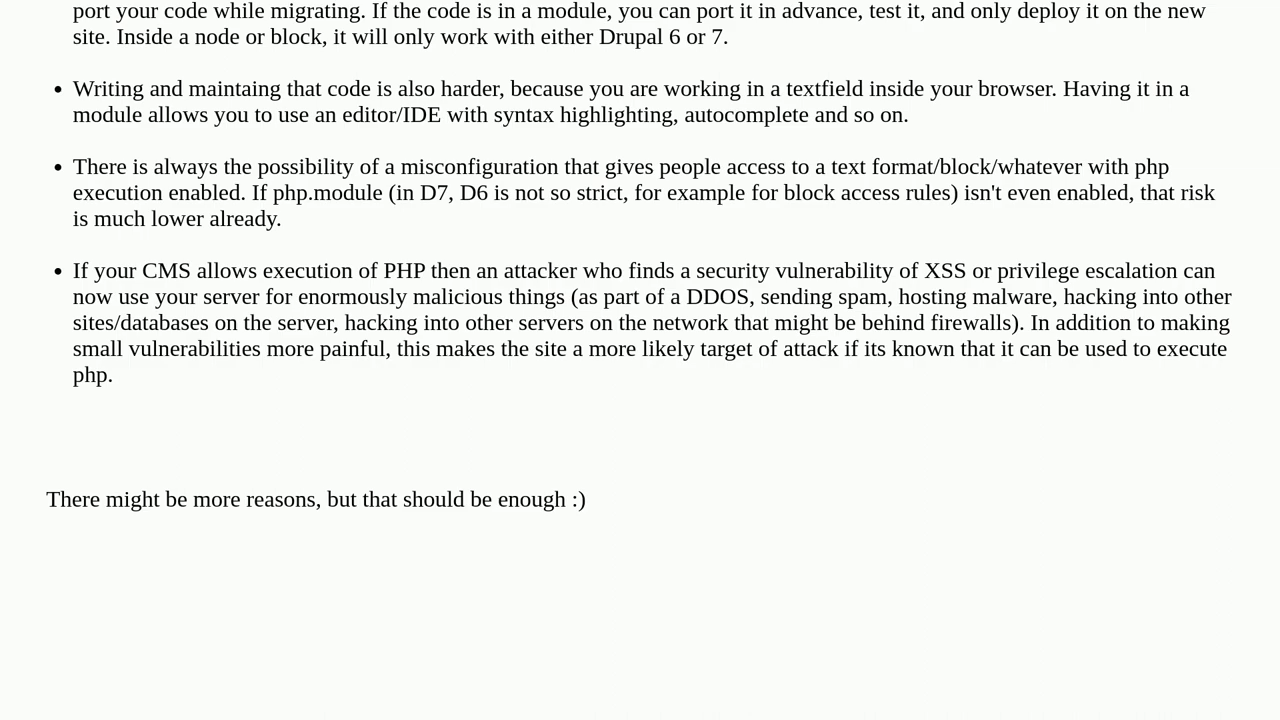 port your code while migrating. If the code is in a module, you can port it in advance, test it, and only deploy it on the new
site. Inside a node or block, it will only work with either Drupal 6 or 7.
• Writing and maintaing that code is also harder, because you are working in a textfield inside your browser. Having it in a
module allows you to use an editor/IDE with syntax highlighting, autocomplete and so on.
• There is always the possibility of a misconfiguration that gives people access to a text format/block/whatever with php
execution enabled. If php.module (in D7, D6 is not so strict, for example for block access rules) isn't even enabled, that risk
is much lower already.
• If your CMS allows execution of PHP then an attacker who finds a security vulnerability of XSS or privilege escalation can
now use your server for enormously malicious things (as part of a DDOS, sending spam, hosting malware, hacking into other
sites/databases on the server, hacking into other servers on the network that might be behind firewalls). In addition to making
small vulnerabilities more painful, this makes the site a more likely target of attack if its known that it can be used to execute
php.
There might be more reasons, but that should be enough :)